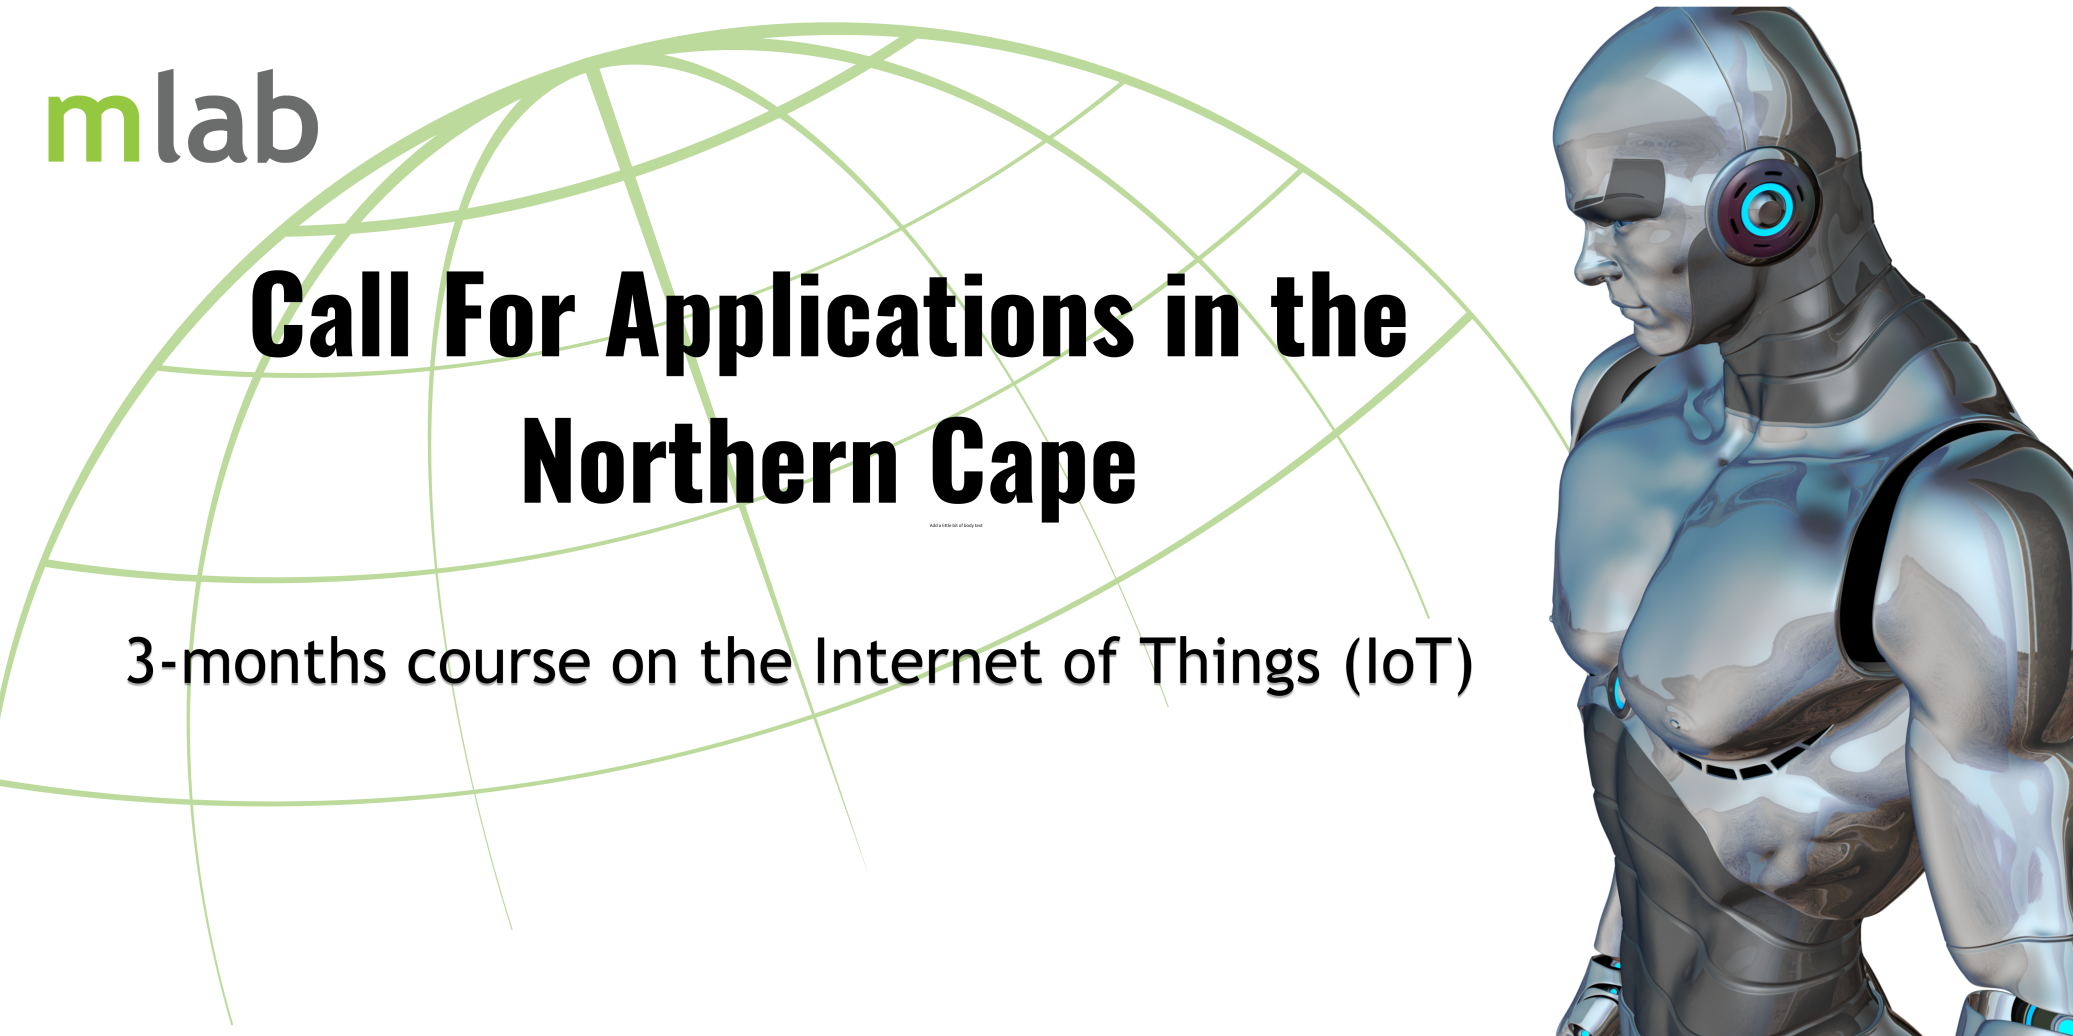 mlab
Call For Applications in the
Northern Cape
Add a little bit of body text
3-months course on the Internet of Things (IoT)